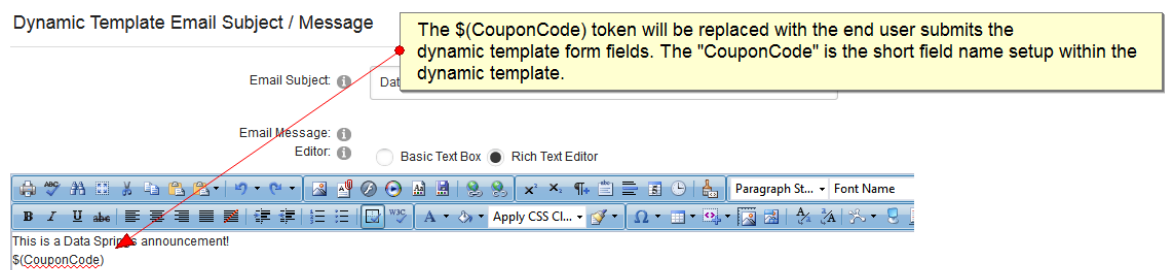 Dynamic Template Email Subject / Message
The $(CouponCode) token will be replaced with the end user submits the
dynamic template form fields. The "CouponCode" is the short field name setup within the
dynamic template.
Email Subject:
Dat
Email Message:
Editor:
Basic Text Box
Rich Text Editor
Paragraph St...
Font Name
B I U abc
W3C
A
Apply CSS Cl...
Ω
This is a Data Springs announcement!
$(CouponCode)